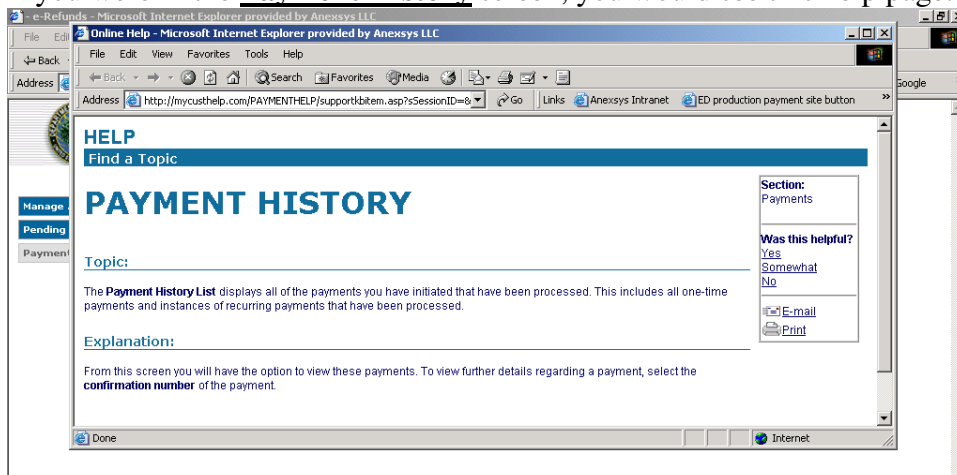 - e-Refunds - Microsoft Internet Explorer provided by Anexsys LLC
Online Help - Microsoft Internet Explorer provided by Anexsys LLC
File Edit View Favorites Tools Help
Back Search Favorites Media
Address http://mycusthelp.com/PAYMENTHELP/supportkbitem.asp?sSessionID=8 Go Links Anexsys Intranet ED production payment site button »
File
Back
Address
Google
HELP
Find a Topic
PAYMENT HISTORY
Section:
Payments
Manage
Pending
Payment
Was this helpful?
Yes
Somewhat
No
E-mail
Print
Topic:
The Payment History List displays all of the payments you have initiated that have been processed. This includes all one-time
payments and instances of recurring payments that have been processed.
Explanation:
From this screen you will have the option to view these payments. To view further details regarding a payment, select the
confirmation number of the payment.
Done Internet